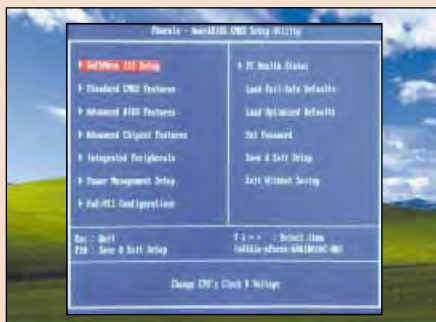 Phoenix - AwardBIOS CMOS Setup Utility
SoftMenu III Setup
Standard CMOS Features
Advanced BIOS Features
Advanced Chipset Features
Integrated Peripherals
Power Management Setup
PnP/PCI Configurations
PC Health Status
Load Fail-Safe Defaults
Load Optimized Defaults
Set Password
Save & Exit Setup
Exit Without Saving
Esc : Quit
F10 : Save & Exit Setup
↑ ↓ → ← : Select Item
Change CPU's Clock & Voltage